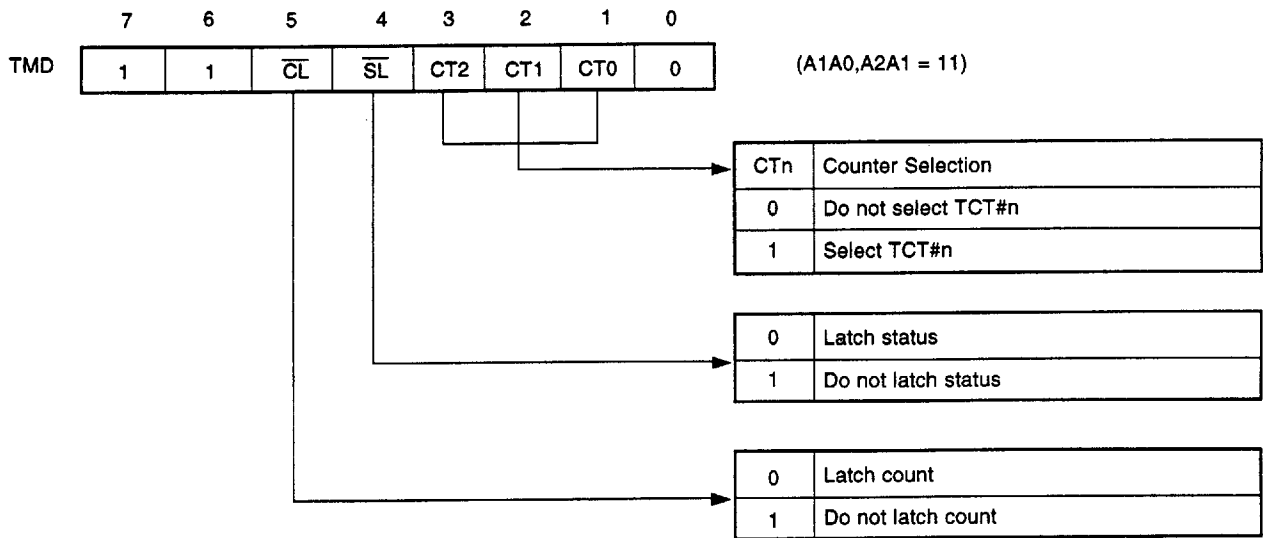 7 6 5 4 3 2 1 0
TMD 1 1 C̅L̅ S̅L̅ CT2 CT1 CT0 0 (A1A0,A2A1 = 11)
CTn Counter Selection
0 Do not select TCT#n
1 Select TCT#n
0 Latch status
1 Do not latch status
0 Latch count
1 Do not latch count